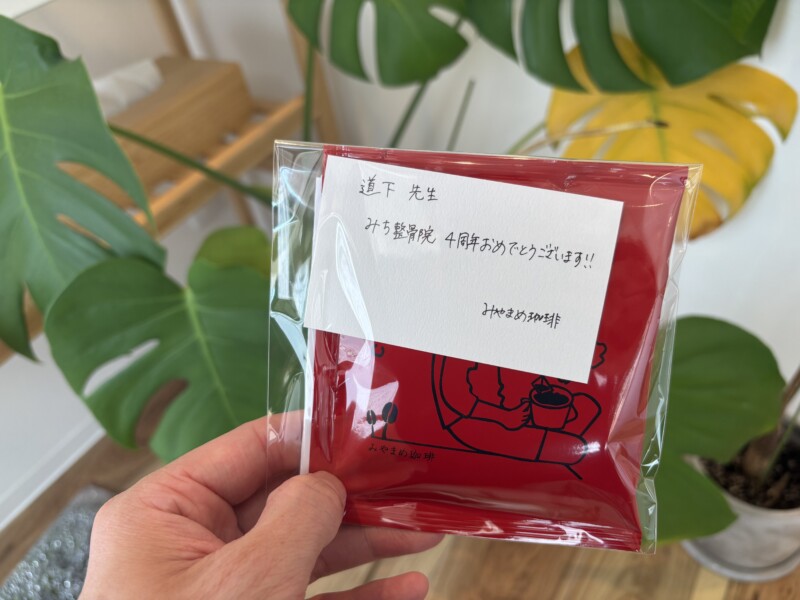 道下 先生
みち整骨院 4周年おめでとうございます!!
みやまめ珈琲
みやまめ珈琲